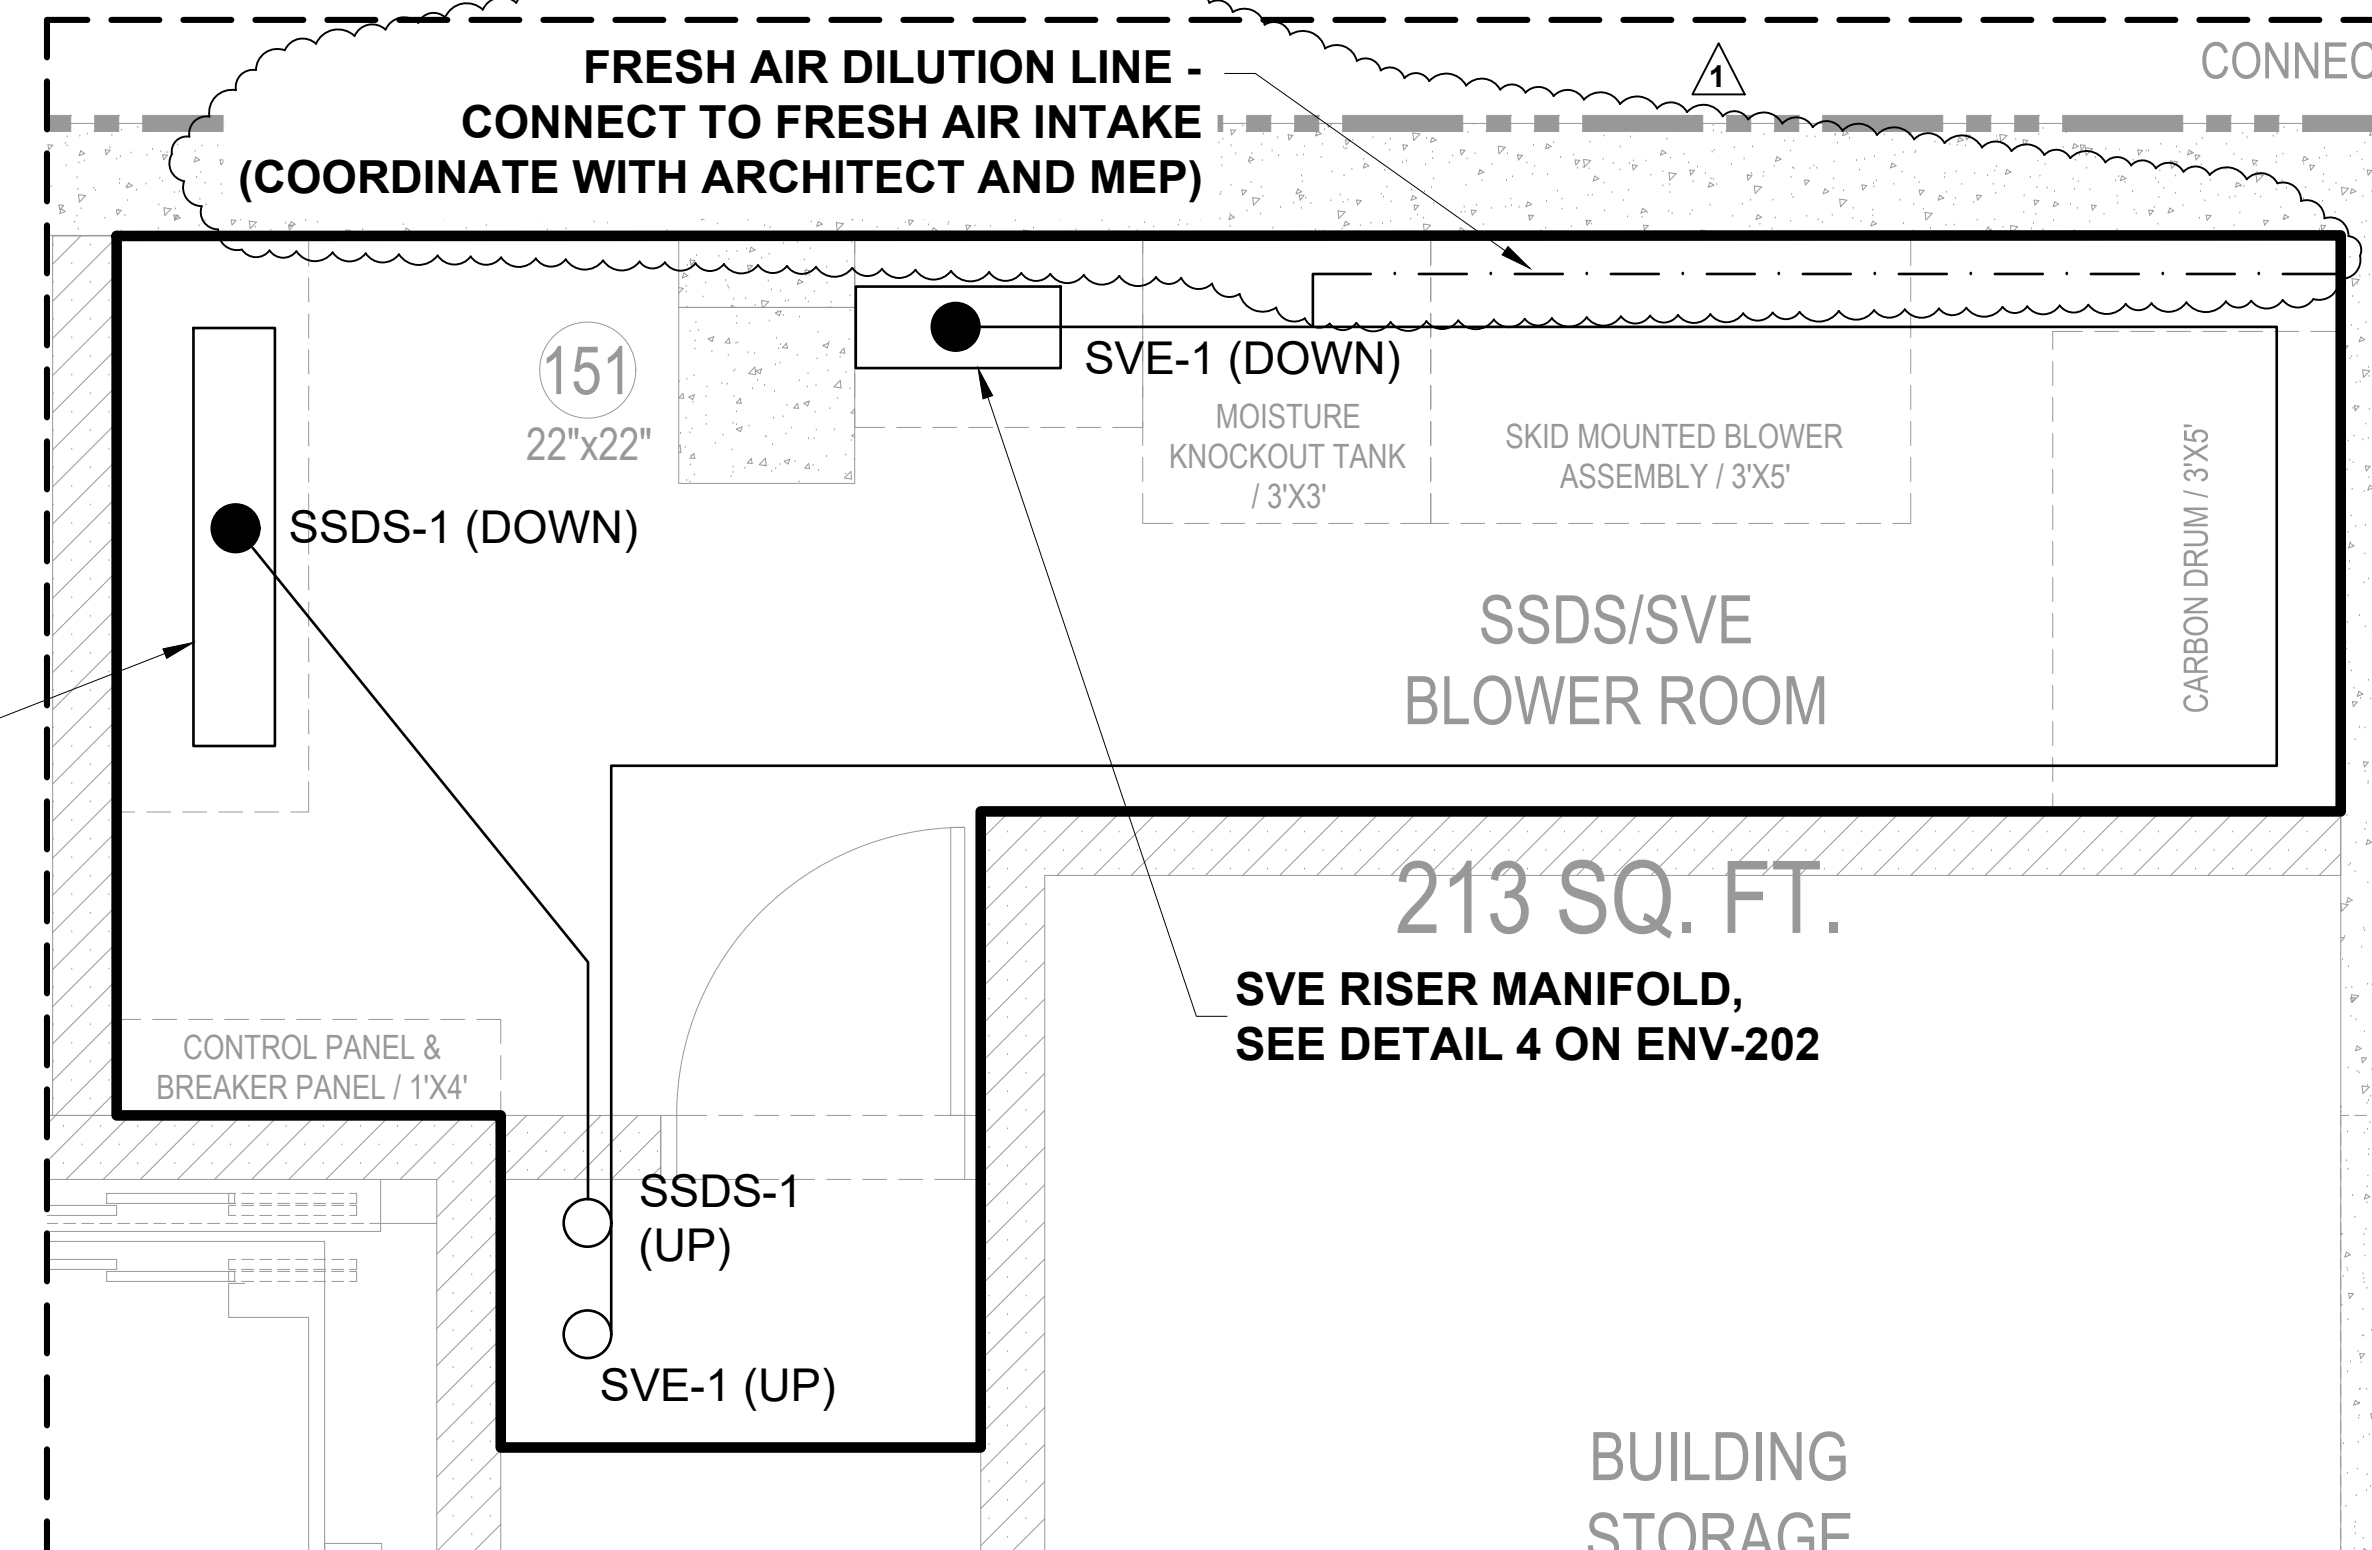 FRESH AIR DILUTION LINE -
CONNECT TO FRESH AIR INTAKE
(COORDINATE WITH ARCHITECT AND MEP)
1
CONNEC
151
22"x22"
SVE-1 (DOWN)
MOISTURE
KNOCKOUT TANK
/ 3'X3'
SKID MOUNTED BLOWER
ASSEMBLY / 3'X5'
CARBON DRUM / 3'X5'
SSDS-1 (DOWN)
SSDS/SVE
BLOWER ROOM
213 SQ. FT.
SVE RISER MANIFOLD,
SEE DETAIL 4 ON ENV-202
CONTROL PANEL &
BREAKER PANEL / 1'X4'
SSDS-1
(UP)
SVE-1 (UP)
BUILDING
STORAGE